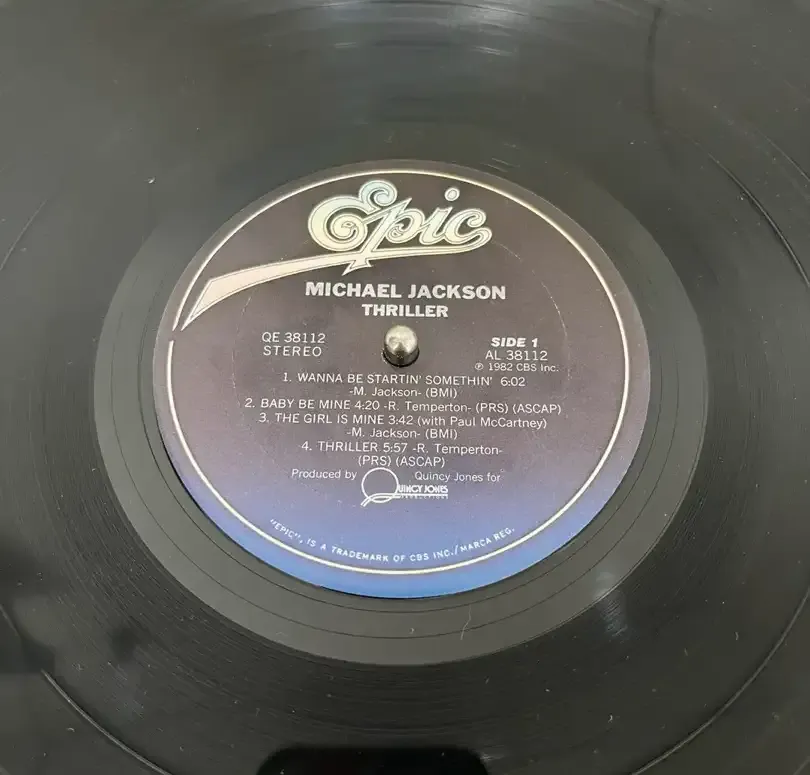 Epic
MICHAEL JACKSON
THRILLER
QE 38112
STEREO
SIDE 1
AL 38112
℗ 1982 CBS Inc.
1. WANNA BE STARTIN' SOMETHIN' 6:02
-M. Jackson- (BMI)
2. BABY BE MINE 4:20 -R. Temperton- (PRS) (ASCAP)
3. THE GIRL IS MINE 3:42 (with Paul McCartney)
-M. Jackson- (BMI)
4. THRILLER 5:57 -R. Temperton-
(PRS) (ASCAP)
Produced by Quincy Jones for
QUINCY JONES
PRODUCTIONS
"EPIC", IS A TRADEMARK OF CBS INC./MARCA REG.